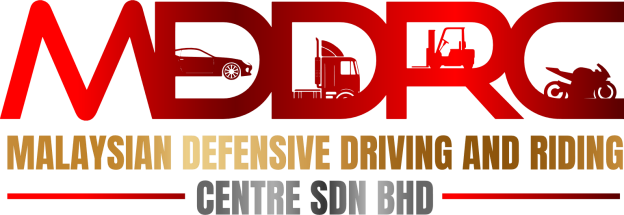 MDDRC
MALAYSIAN DEFENSIVE DRIVING AND RIDING
CENTRE SDN BHD